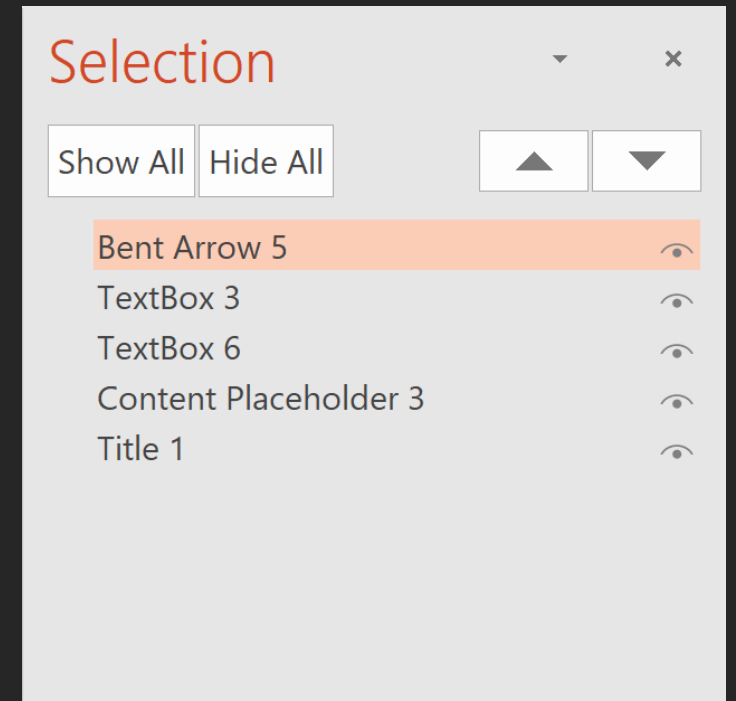 Selection
Show All Hide All
Bent Arrow 5
TextBox 3
TextBox 6
Content Placeholder 3
Title 1